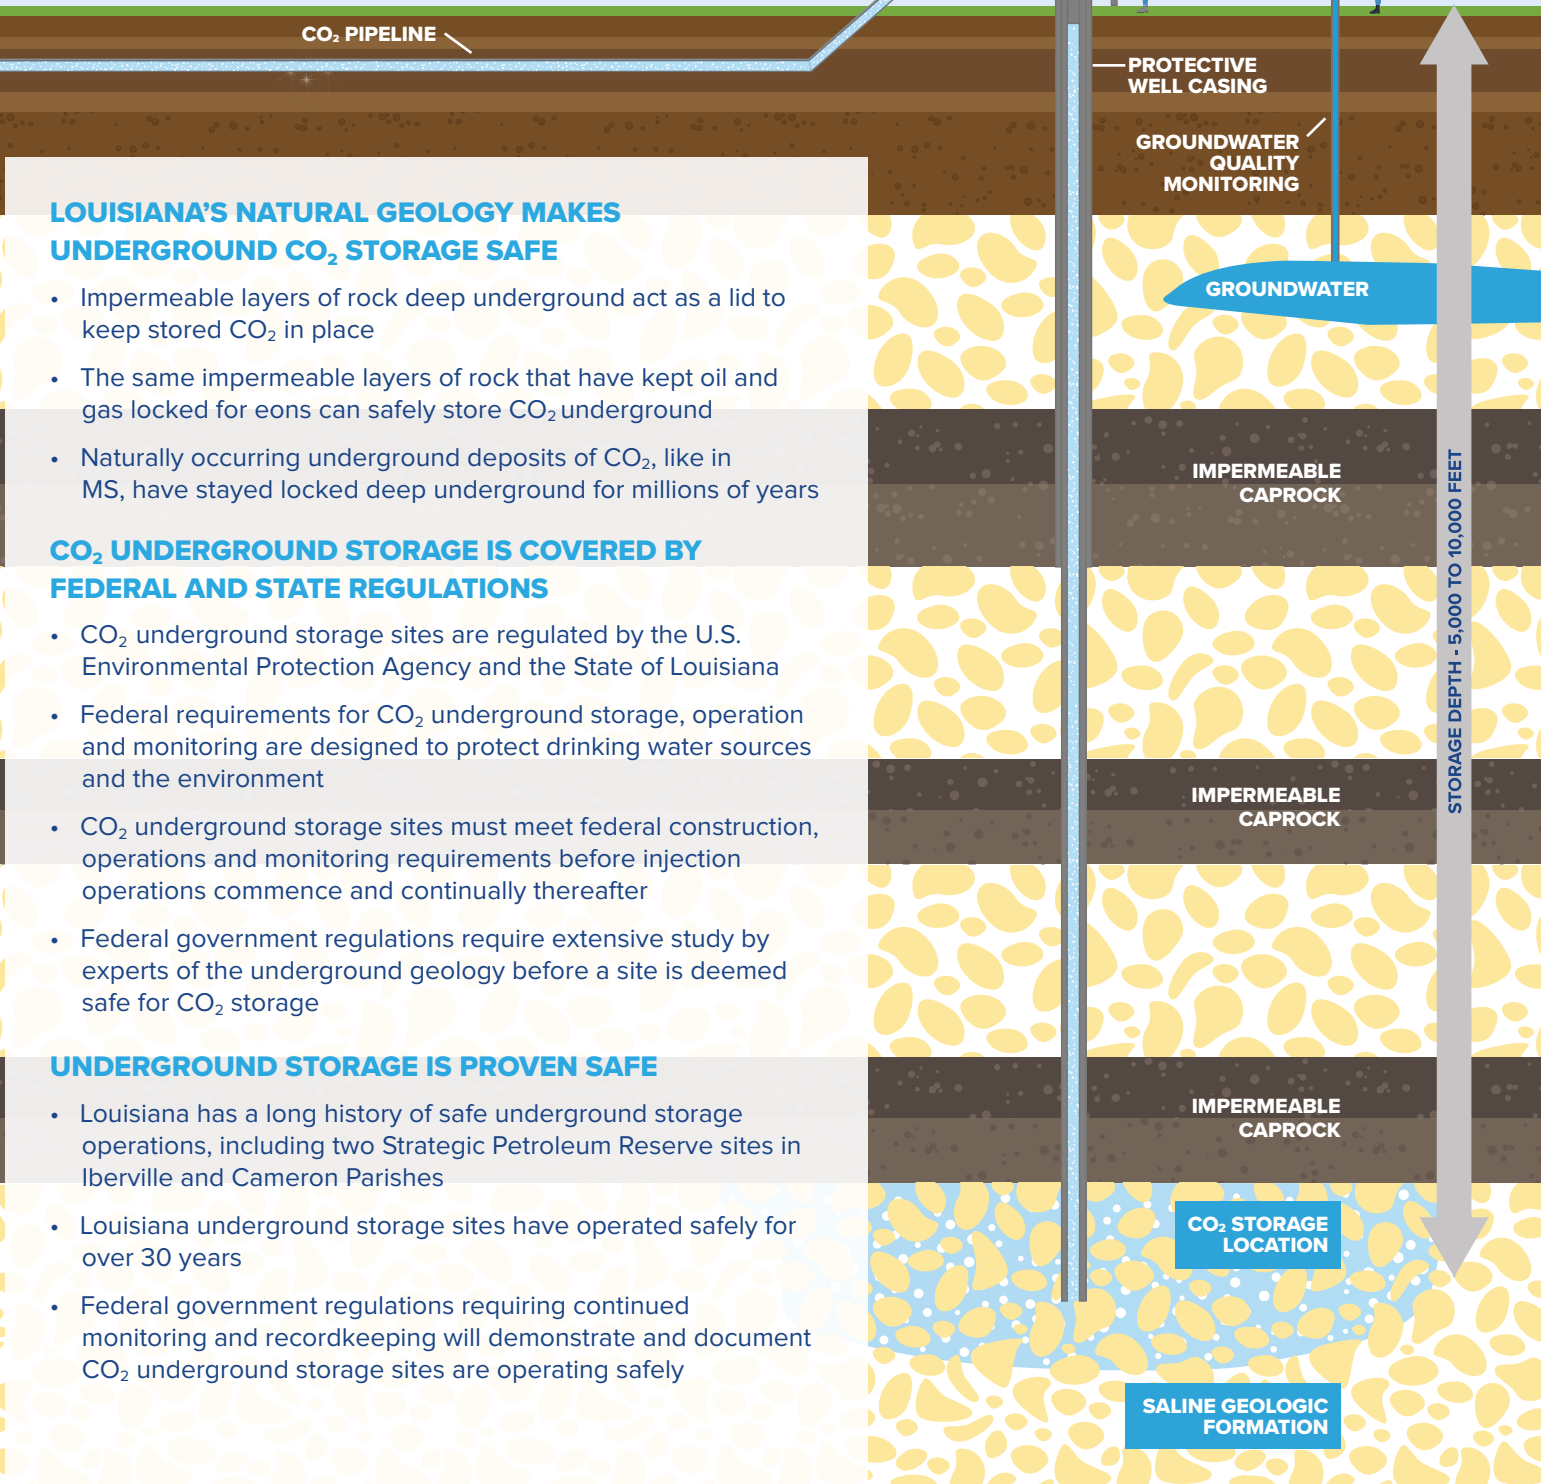 CO₂ PIPELINE
PROTECTIVE
WELL CASING
GROUNDWATER
QUALITY
MONITORING
LOUISIANA'S NATURAL GEOLOGY MAKES
UNDERGROUND CO₂ STORAGE SAFE
• Impermeable layers of rock deep underground act as a lid to
keep stored CO₂ in place
• The same impermeable layers of rock that have kept oil and
gas locked for eons can safely store CO₂ underground
• Naturally occurring underground deposits of CO₂, like in
MS, have stayed locked deep underground for millions of years
CO₂ UNDERGROUND STORAGE IS COVERED BY
FEDERAL AND STATE REGULATIONS
• CO₂ underground storage sites are regulated by the U.S.
Environmental Protection Agency and the State of Louisiana
• Federal requirements for CO₂ underground storage, operation
and monitoring are designed to protect drinking water sources
and the environment
• CO₂ underground storage sites must meet federal construction,
operations and monitoring requirements before injection
operations commence and continually thereafter
• Federal government regulations require extensive study by
experts of the underground geology before a site is deemed
safe for CO₂ storage
UNDERGROUND STORAGE IS PROVEN SAFE
• Louisiana has a long history of safe underground storage
operations, including two Strategic Petroleum Reserve sites in
Iberville and Cameron Parishes
• Louisiana underground storage sites have operated safely for
over 30 years
• Federal government regulations requiring continued
monitoring and recordkeeping will demonstrate and document
CO₂ underground storage sites are operating safely
GROUNDWATER
IMPERMEABLE
CAPROCK
IMPERMEABLE
CAPROCK
IMPERMEABLE
CAPROCK
STORAGE DEPTH - 5,000 TO 10,000 FEET
CO₂ STORAGE
LOCATION
SALINE GEOLOGIC
FORMATION